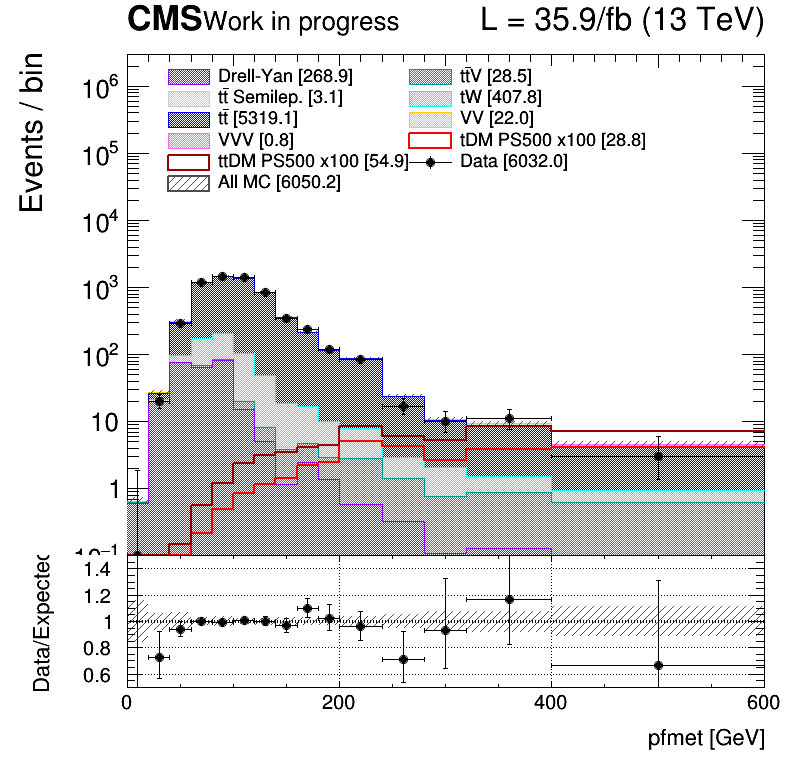 CMS Work in progress L = 35.9/fb (13 TeV)
Events / bin
Drell-Yan [268.9] tt̄V [28.5]
tt̄ Semilep. [3.1] tW [407.8]
tt̄ [5319.1] VV [22.0]
VVV [0.8] tDM PS500 x100 [28.8]
ttDM PS500 x100 [54.9] Data [6032.0]
All MC [6050.2]
10⁶
10⁵
10⁴
10³
10²
10
1
10⁻¹
Data/Expected
1.4
1.2
1
0.8
0.6
0 200 400 600
pfmet [GeV]